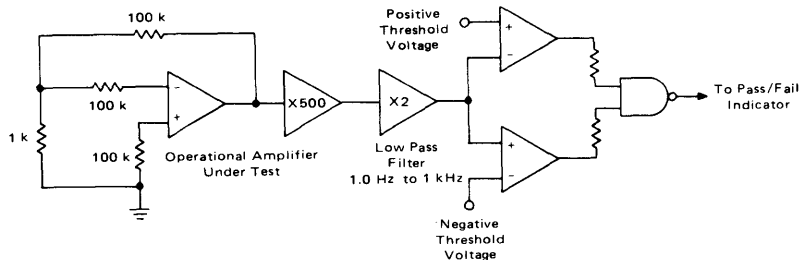 100 k
100 k
1 k
100 k
-
+
Operational Amplifier
Under Test
X500
X2
Low Pass
Filter
1.0 Hz to 1 kHz
Positive
Threshold
Voltage
+
-
+
-
Negative
Threshold
Voltage
To Pass/Fail
Indicator